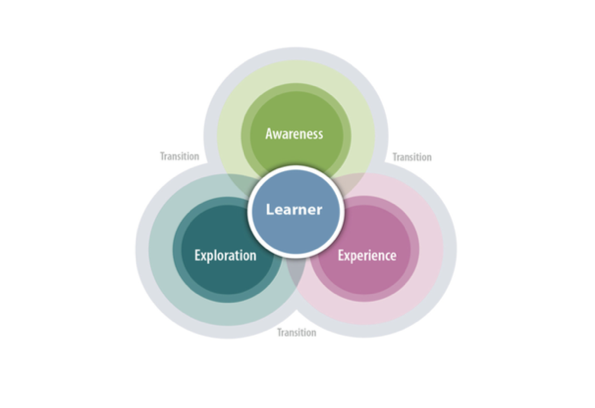 Awareness
Transition
Transition
Learner
Exploration
Experience
Transition